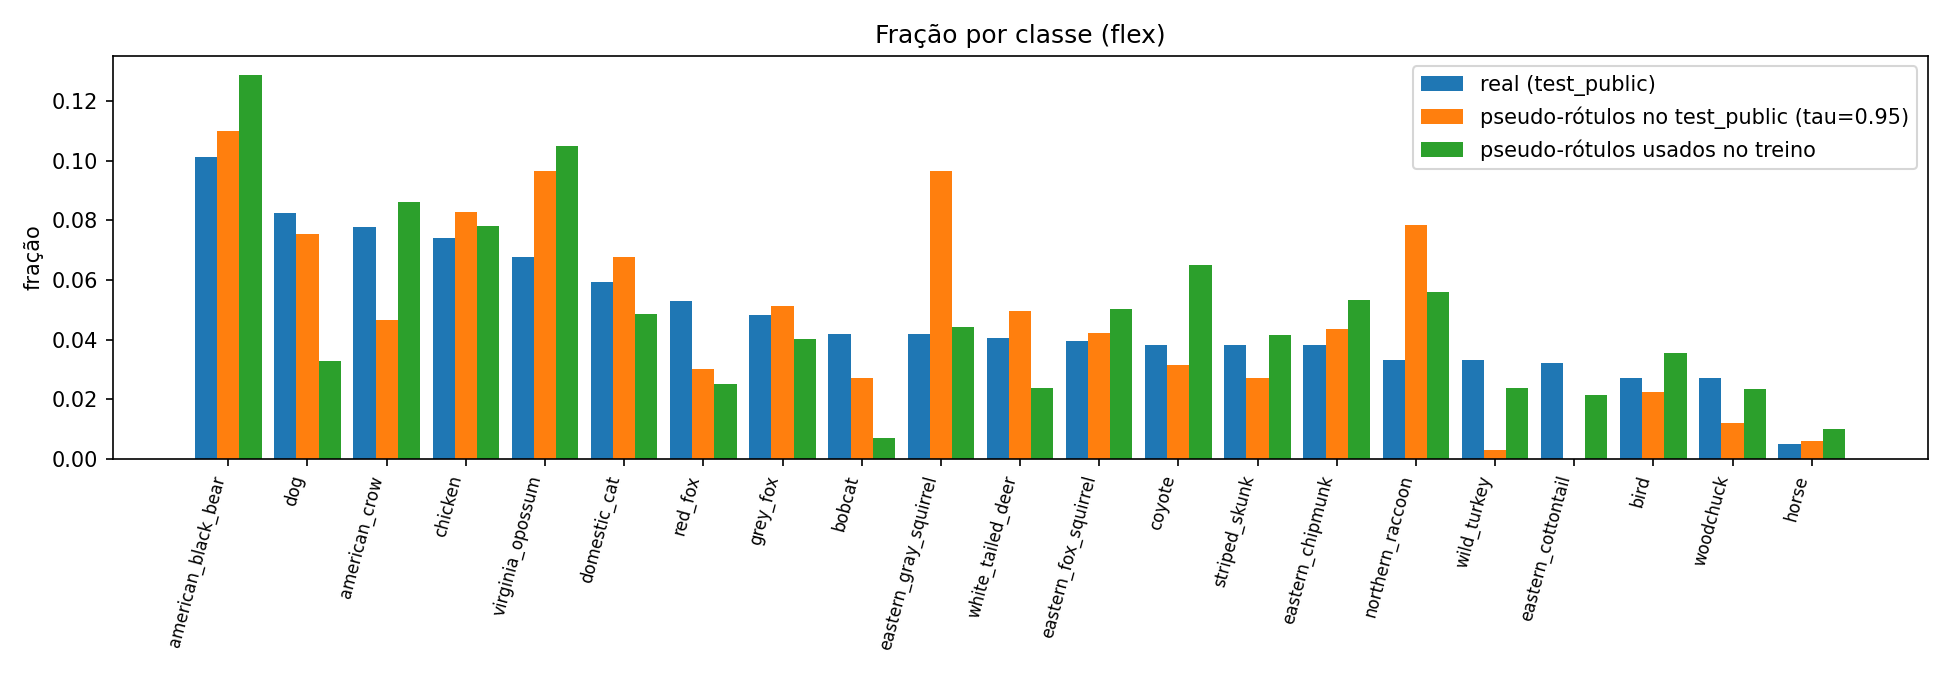 Fração por classe (flex)
real (test_public)
pseudo-rótulos no test_public (tau=0.95)
pseudo-rótulos usados no treino
fração
0.12
0.10
0.08
0.06
0.04
0.02
0.00
american_black_bear
dog
american_crow
chicken
virginia_opossum
domestic_cat
red_fox
grey_fox
bobcat
eastern_gray_squirrel
white_tailed_deer
eastern_fox_squirrel
coyote
striped_skunk
eastern_chipmunk
northern_raccoon
wild_turkey
eastern_cottontail
bird
woodchuck
horse